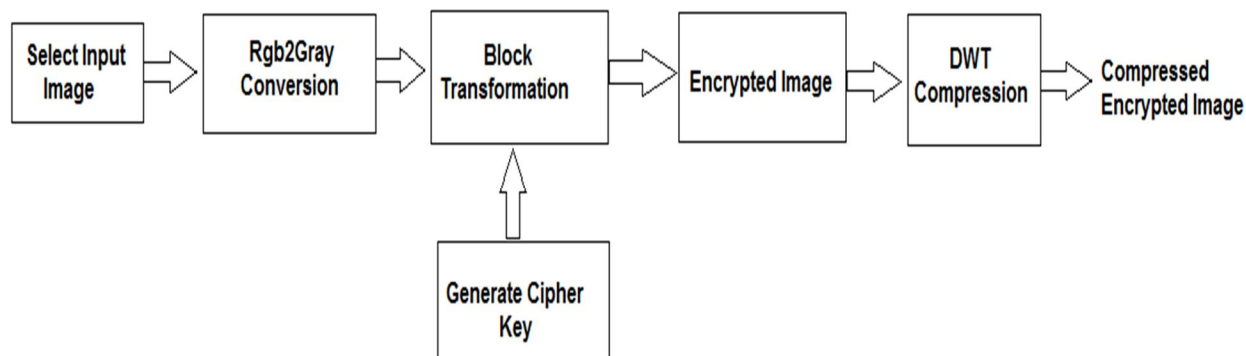 Select Input
Image
Rgb2Gray
Conversion
Block
Transformation
Encrypted Image
DWT
Compression
Compressed
Encrypted Image
Generate Cipher
Key